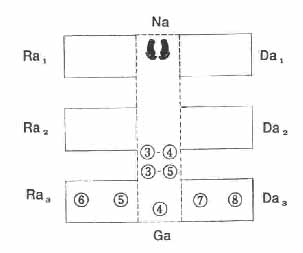 Na
Ra₁ Da₁
Ra₂ Da₂
③-④
③-⑤
Ra₃ ⑥ ⑤ ④ ⑦ ⑧ Da₃
Ga